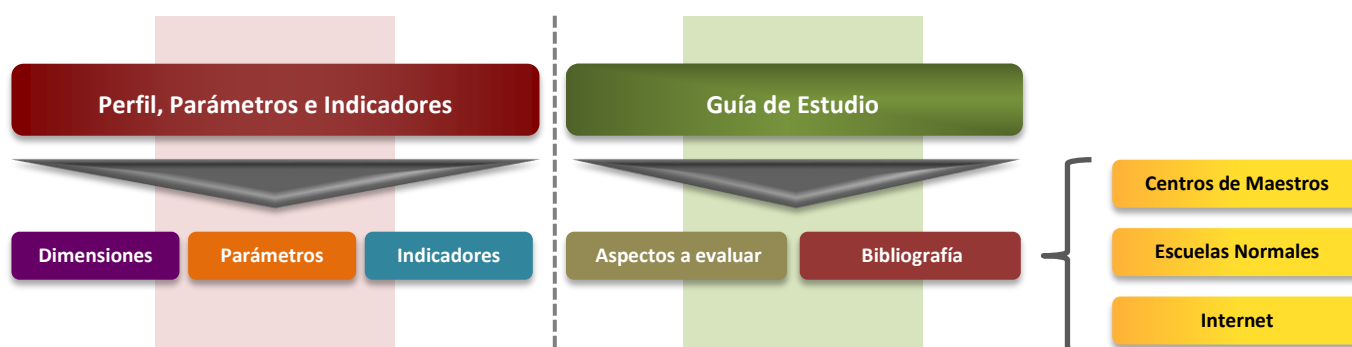 Perfil, Parámetros e Indicadores
Guía de Estudio
Dimensiones
Parámetros
Indicadores
Aspectos a evaluar
Bibliografía
Centros de Maestros
Escuelas Normales
Internet